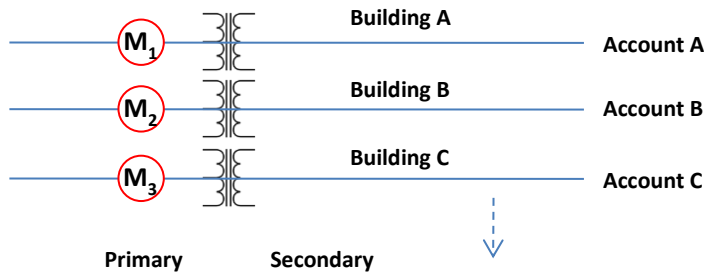 Building A
M1 Account A
Building B
M2 Account B
Building C
M3 Account C
Primary Secondary